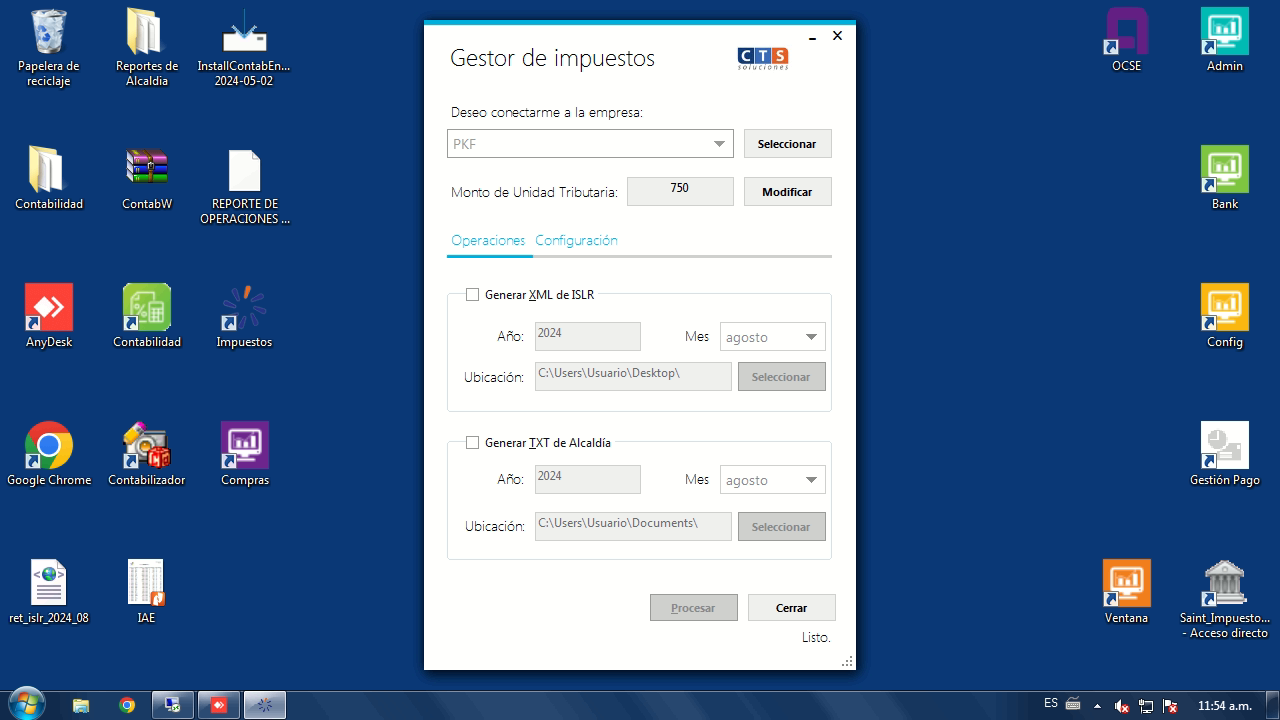 Papelera de
reciclaje
Reportes de
Alcaldia
InstallContabEn...
2024-05-02
Contabilidad
ContabW
REPORTE DE
OPERACIONES ...
AnyDesk
Contabilidad
Impuestos
Google Chrome
Contabilizador
Compras
ret_islr_2024_08
IAE
Gestor de impuestos
CTS
soluciones
Deseo conectarme a la empresa:
PKF
Seleccionar
Monto de Unidad Tributaria:
750
Modificar
Operaciones
Configuración
Generar XML de ISLR
Año:
2024
Mes
agosto
Ubicación:
C:\Users\Usuario\Desktop\
Seleccionar
Generar TXT de Alcaldía
Año:
2024
Mes
agosto
Ubicación:
C:\Users\Usuario\Documents\
Seleccionar
Procesar
Cerrar
Listo.
OCSE
Admin
Bank
Config
Gestión Pago
Ventana
Saint_Impuesto...
- Acceso directo
ES
11:54 a.m.